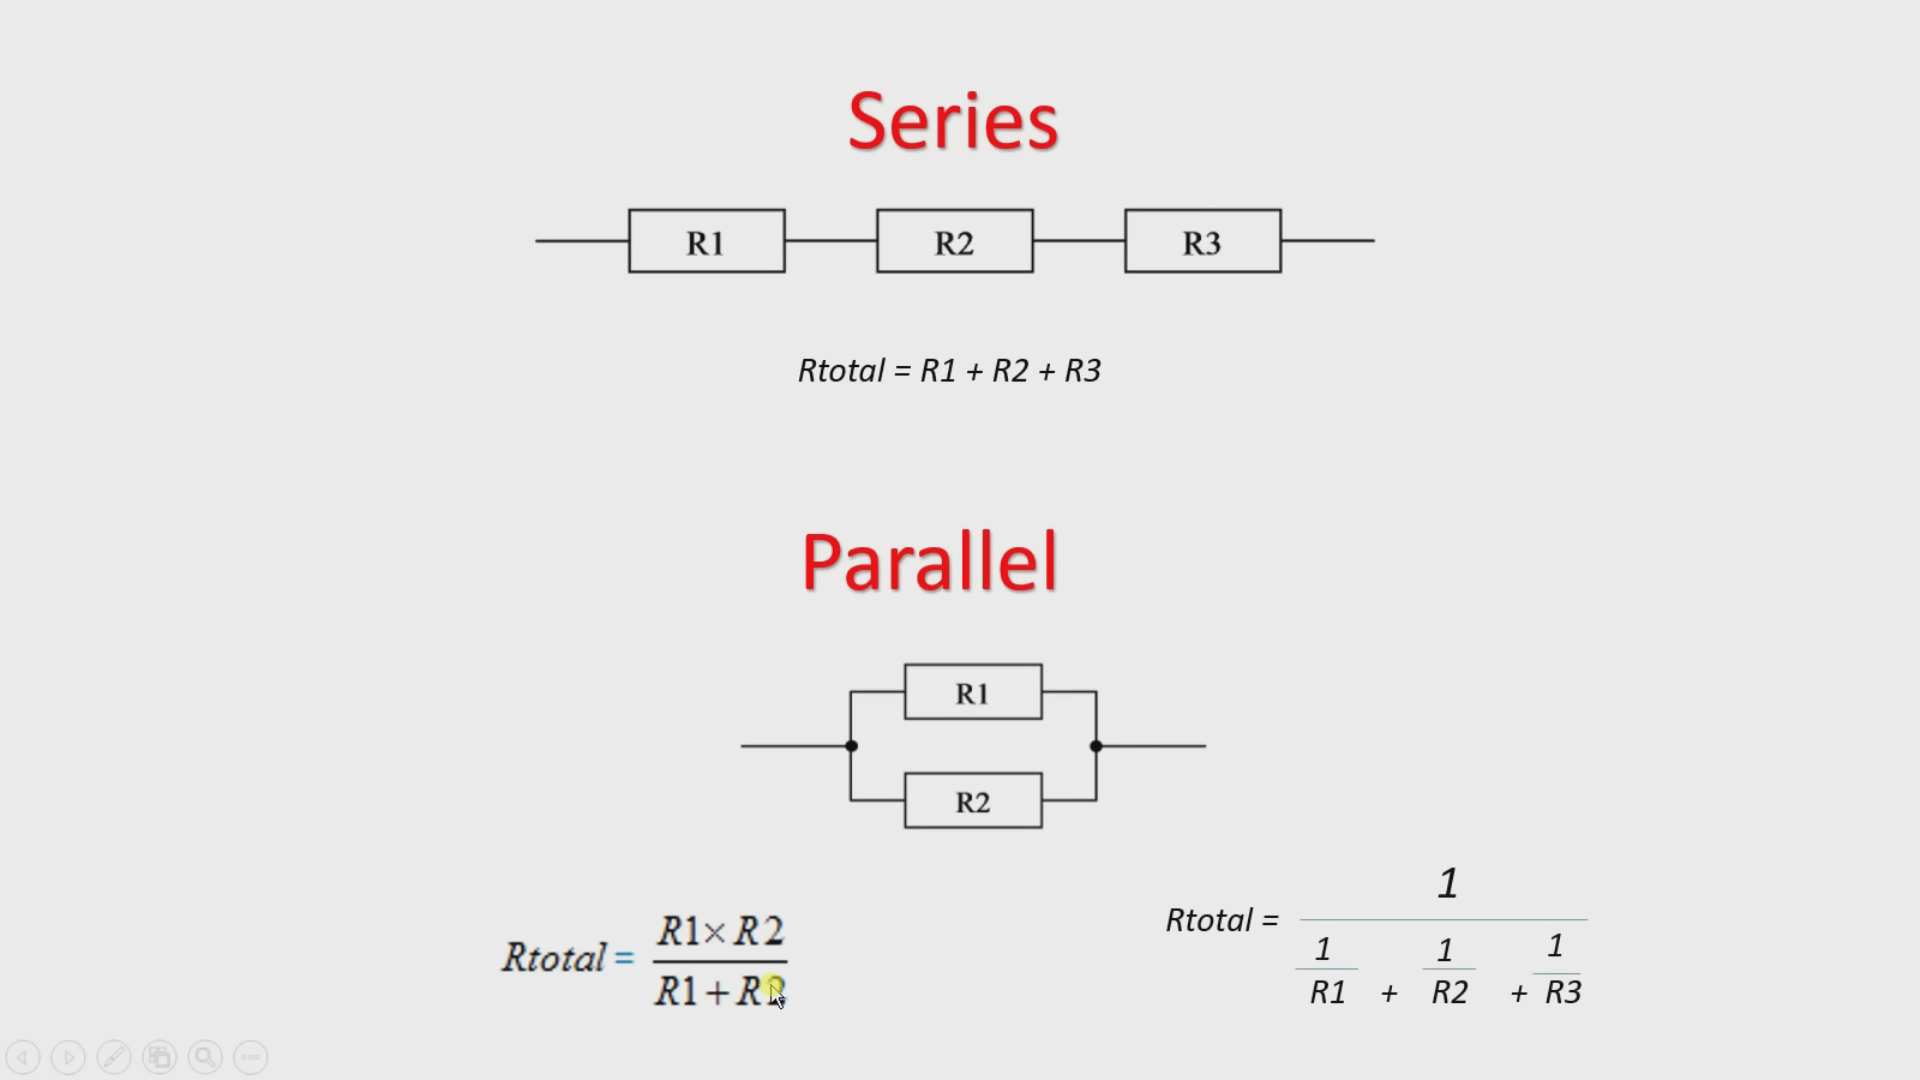 Series
R1 R2 R3
Rtotal = R1 + R2 + R3
Parallel
R1
R2
Rtotal = R1 × R2
R1 + R2
1
Rtotal =
1 1 1
R1 + R2 + R3